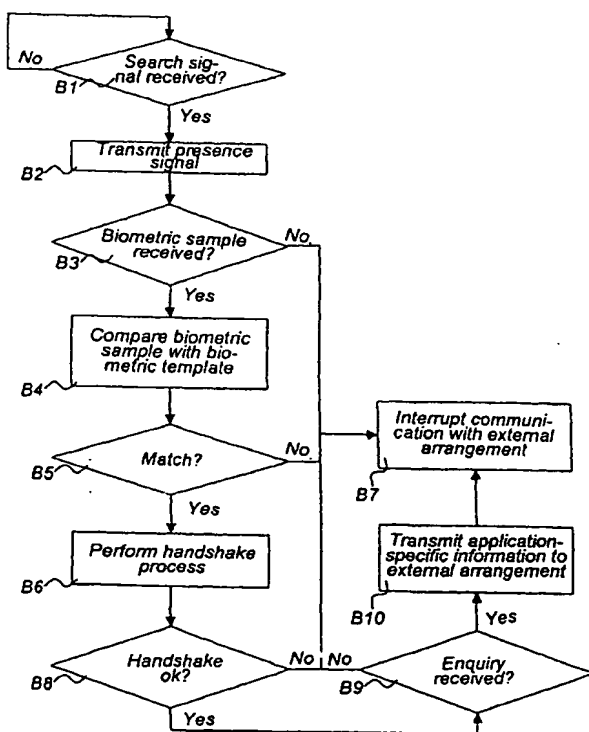 No
Search sig-
nal received?
B1
Yes
Transmit presence
signal
B2
No
Biometric sample
received?
B3
Yes
Compare biometric
sample with bio-
metric template
B4
No
Match?
B5
Yes
Perform handshake
process
B6
Handshake
ok?
No
B8
Yes
Interrupt communi-
cation with external
arrangement
B7
Transmit application-
specific information to
external arrangement
B10
Yes
No
Enquiry
received?
B9